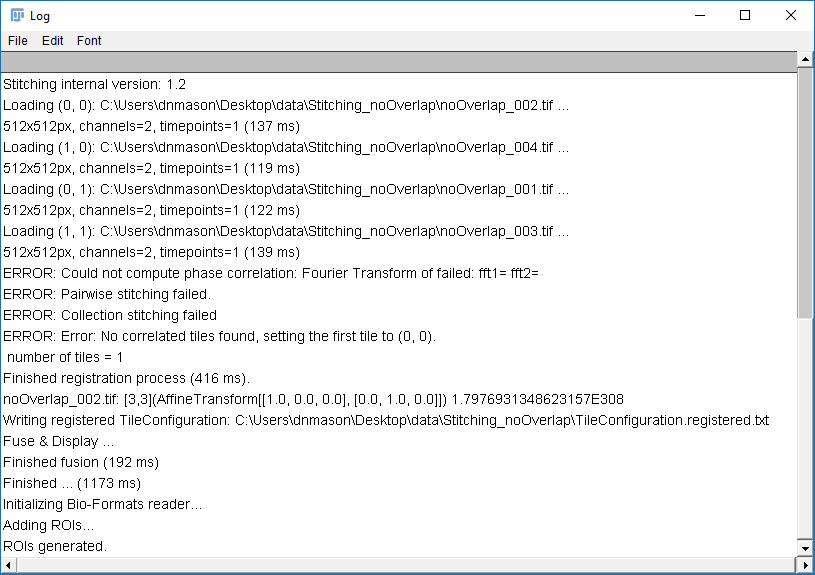 Log
File Edit Font
Stitching internal version: 1.2
Loading (0, 0): C:\Users\dnmason\Desktop\data\Stitching_noOverlap\noOverlap_002.tif ...
512x512px, channels=2, timepoints=1 (137 ms)
Loading (1, 0): C:\Users\dnmason\Desktop\data\Stitching_noOverlap\noOverlap_004.tif ...
512x512px, channels=2, timepoints=1 (119 ms)
Loading (0, 1): C:\Users\dnmason\Desktop\data\Stitching_noOverlap\noOverlap_001.tif ...
512x512px, channels=2, timepoints=1 (122 ms)
Loading (1, 1): C:\Users\dnmason\Desktop\data\Stitching_noOverlap\noOverlap_003.tif ...
512x512px, channels=2, timepoints=1 (139 ms)
ERROR: Could not compute phase correlation: Fourier Transform of failed: fft1= fft2=
ERROR: Pairwise stitching failed.
ERROR: Collection stitching failed
ERROR: Error: No correlated tiles found, setting the first tile to (0, 0).
number of tiles = 1
Finished registration process (416 ms).
noOverlap_002.tif: [3,3](AffineTransform[[1.0, 0.0, 0.0], [0.0, 1.0, 0.0]]) 1.7976931348623157E308
Writing registered TileConfiguration: C:\Users\dnmason\Desktop\data\Stitching_noOverlap\TileConfiguration.registered.txt
Fuse & Display ...
Finished fusion (192 ms)
Finished ... (1173 ms)
Initializing Bio-Formats reader...
Adding ROIs...
ROIs generated.